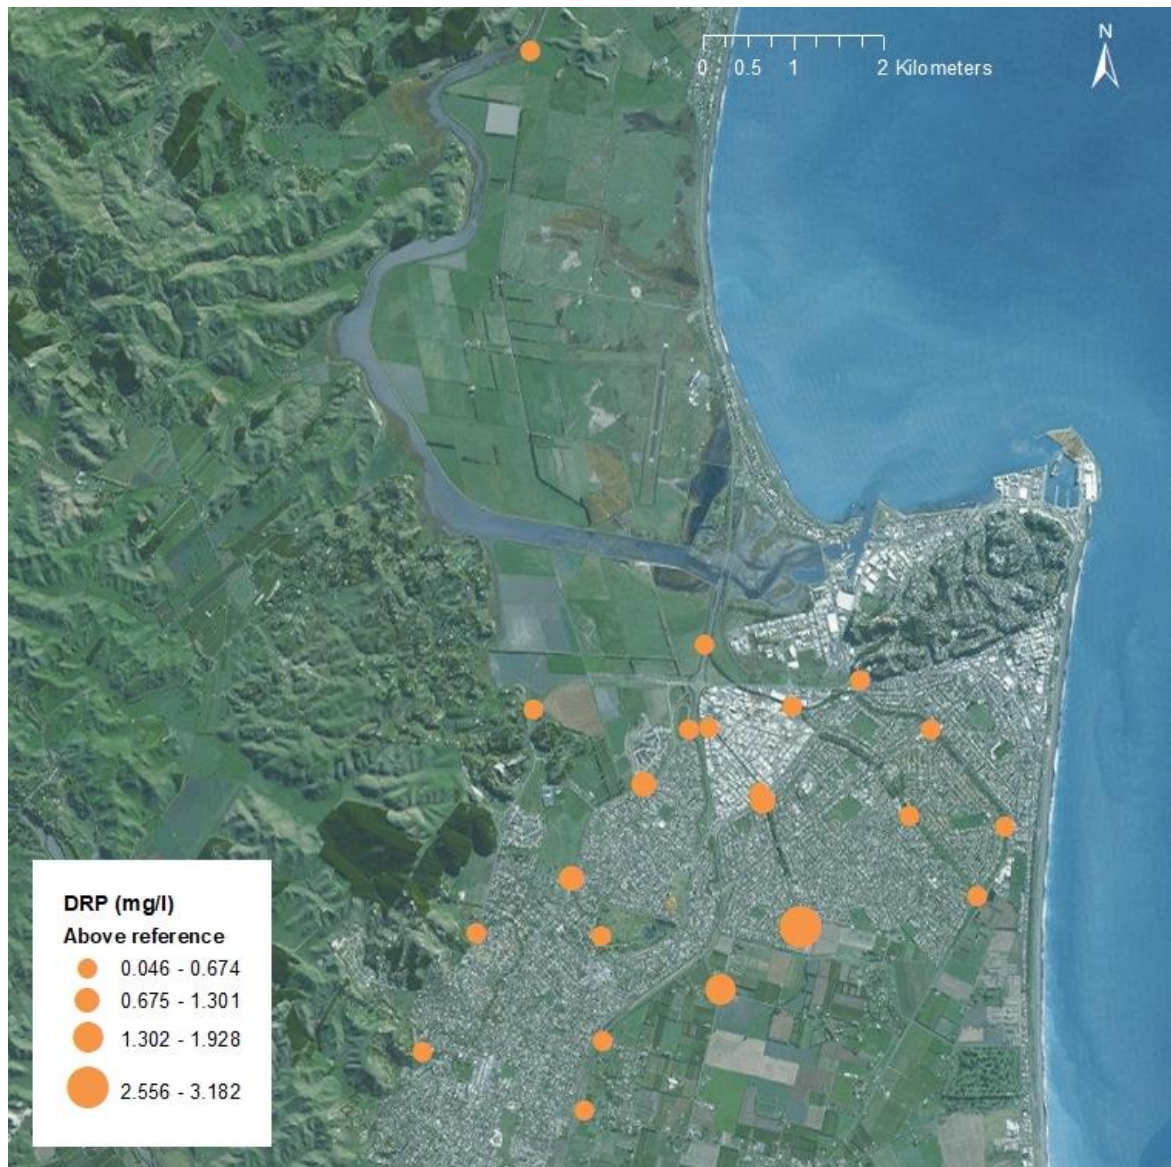 N
0 0.5 1 2 Kilometers
DRP (mg/l)
Above reference
0.046 - 0.674
0.675 - 1.301
1.302 - 1.928
2.556 - 3.182